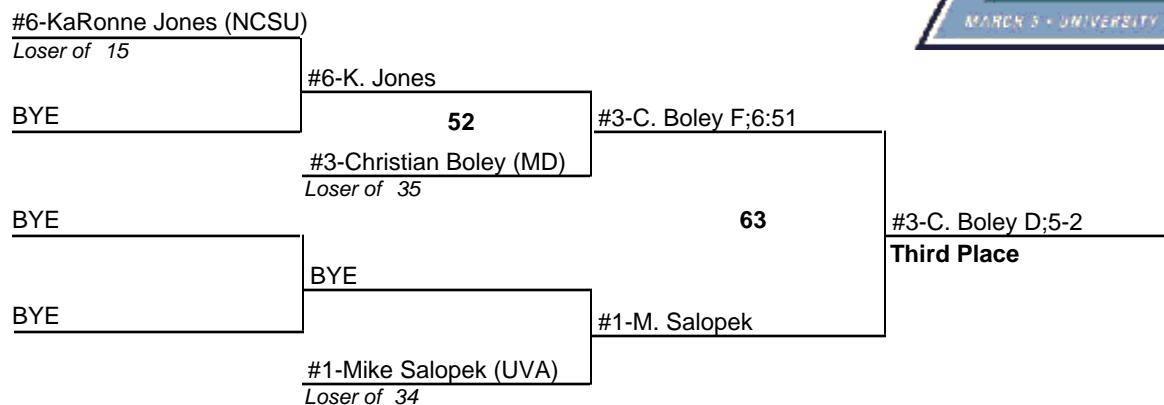 #6-KaRonne Jones (NCSU)
MARCH 5 • UNIVERSITY
Loser of 15
#6-K. Jones
BYE
52
#3-C. Boley F;6:51
#3-Christian Boley (MD)
Loser of 35
BYE
63
#3-C. Boley D;5-2
Third Place
BYE
BYE
#1-M. Salopek
#1-Mike Salopek (UVA)
Loser of 34